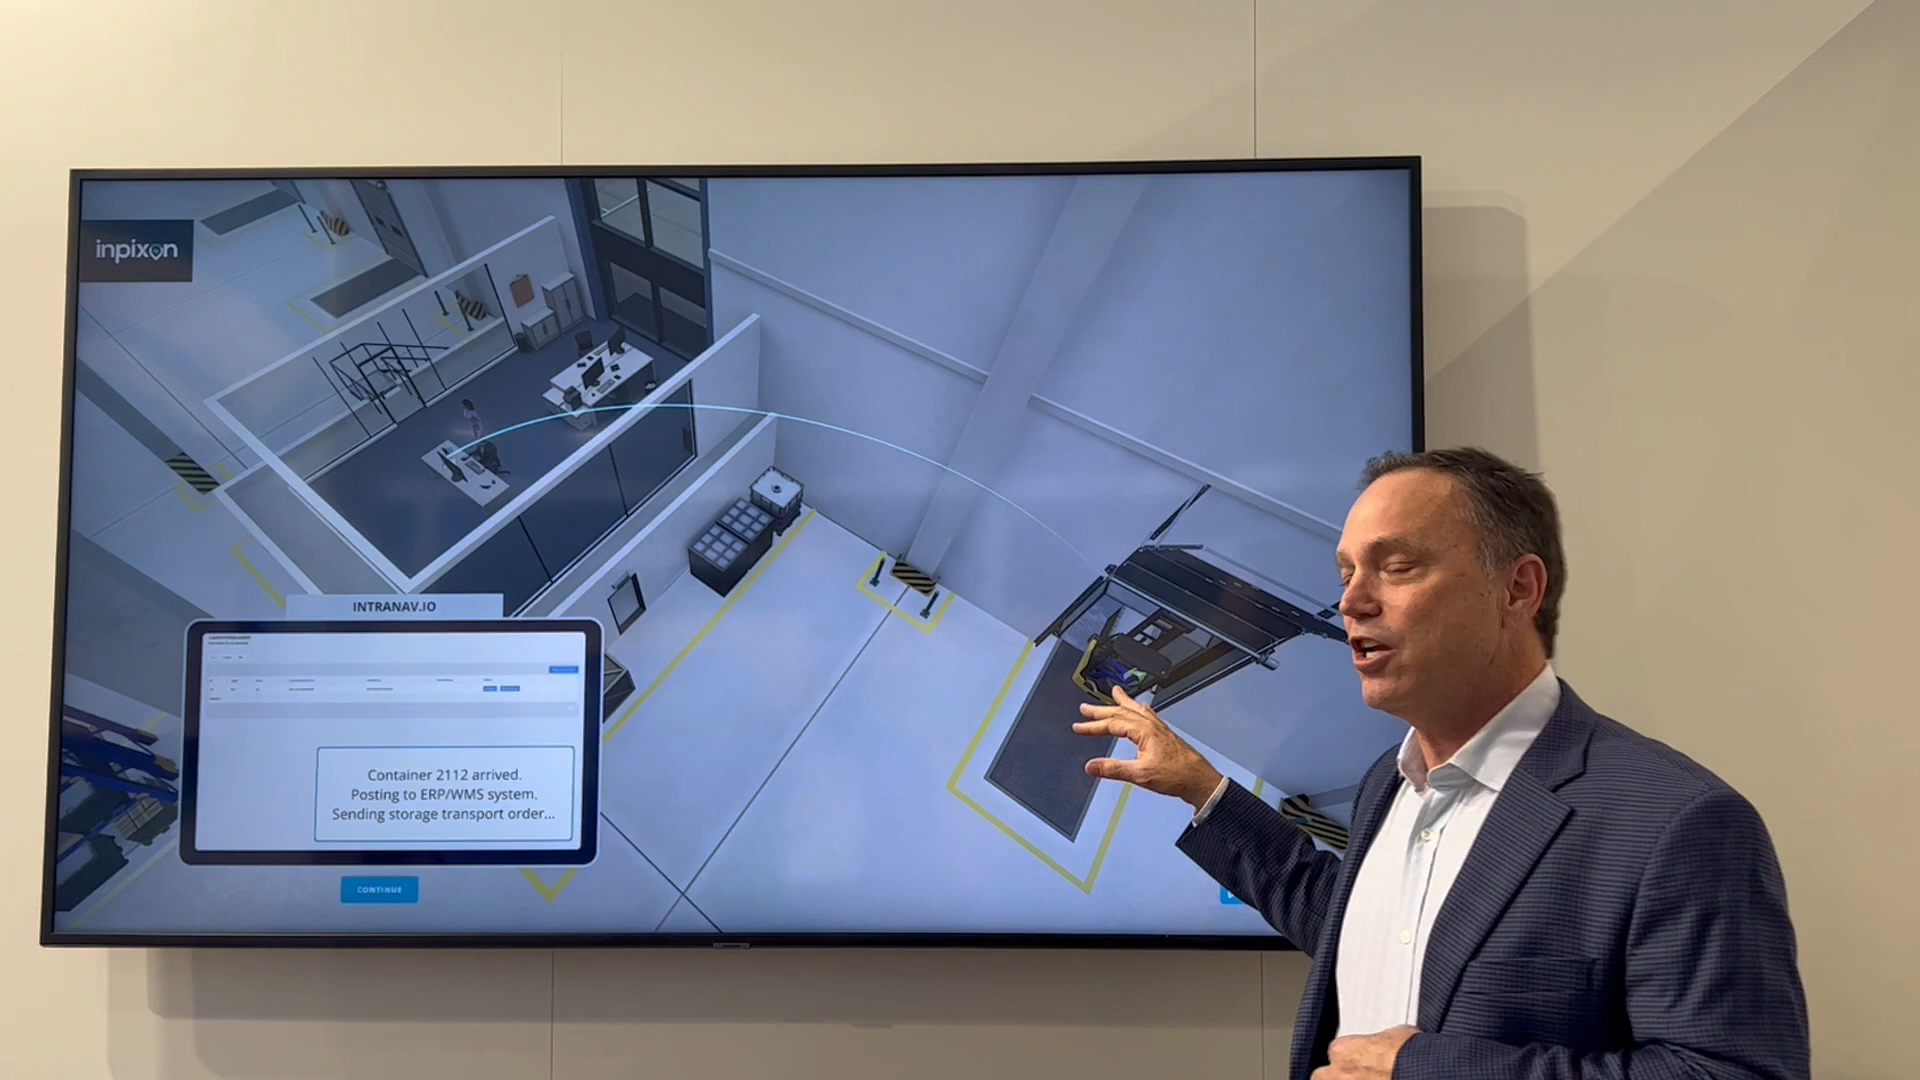 inpixon
INTRANAV.IO
Container 2112 arrived.
Posting to ERP/WMS system.
Sending storage transport order...
CONTINUE